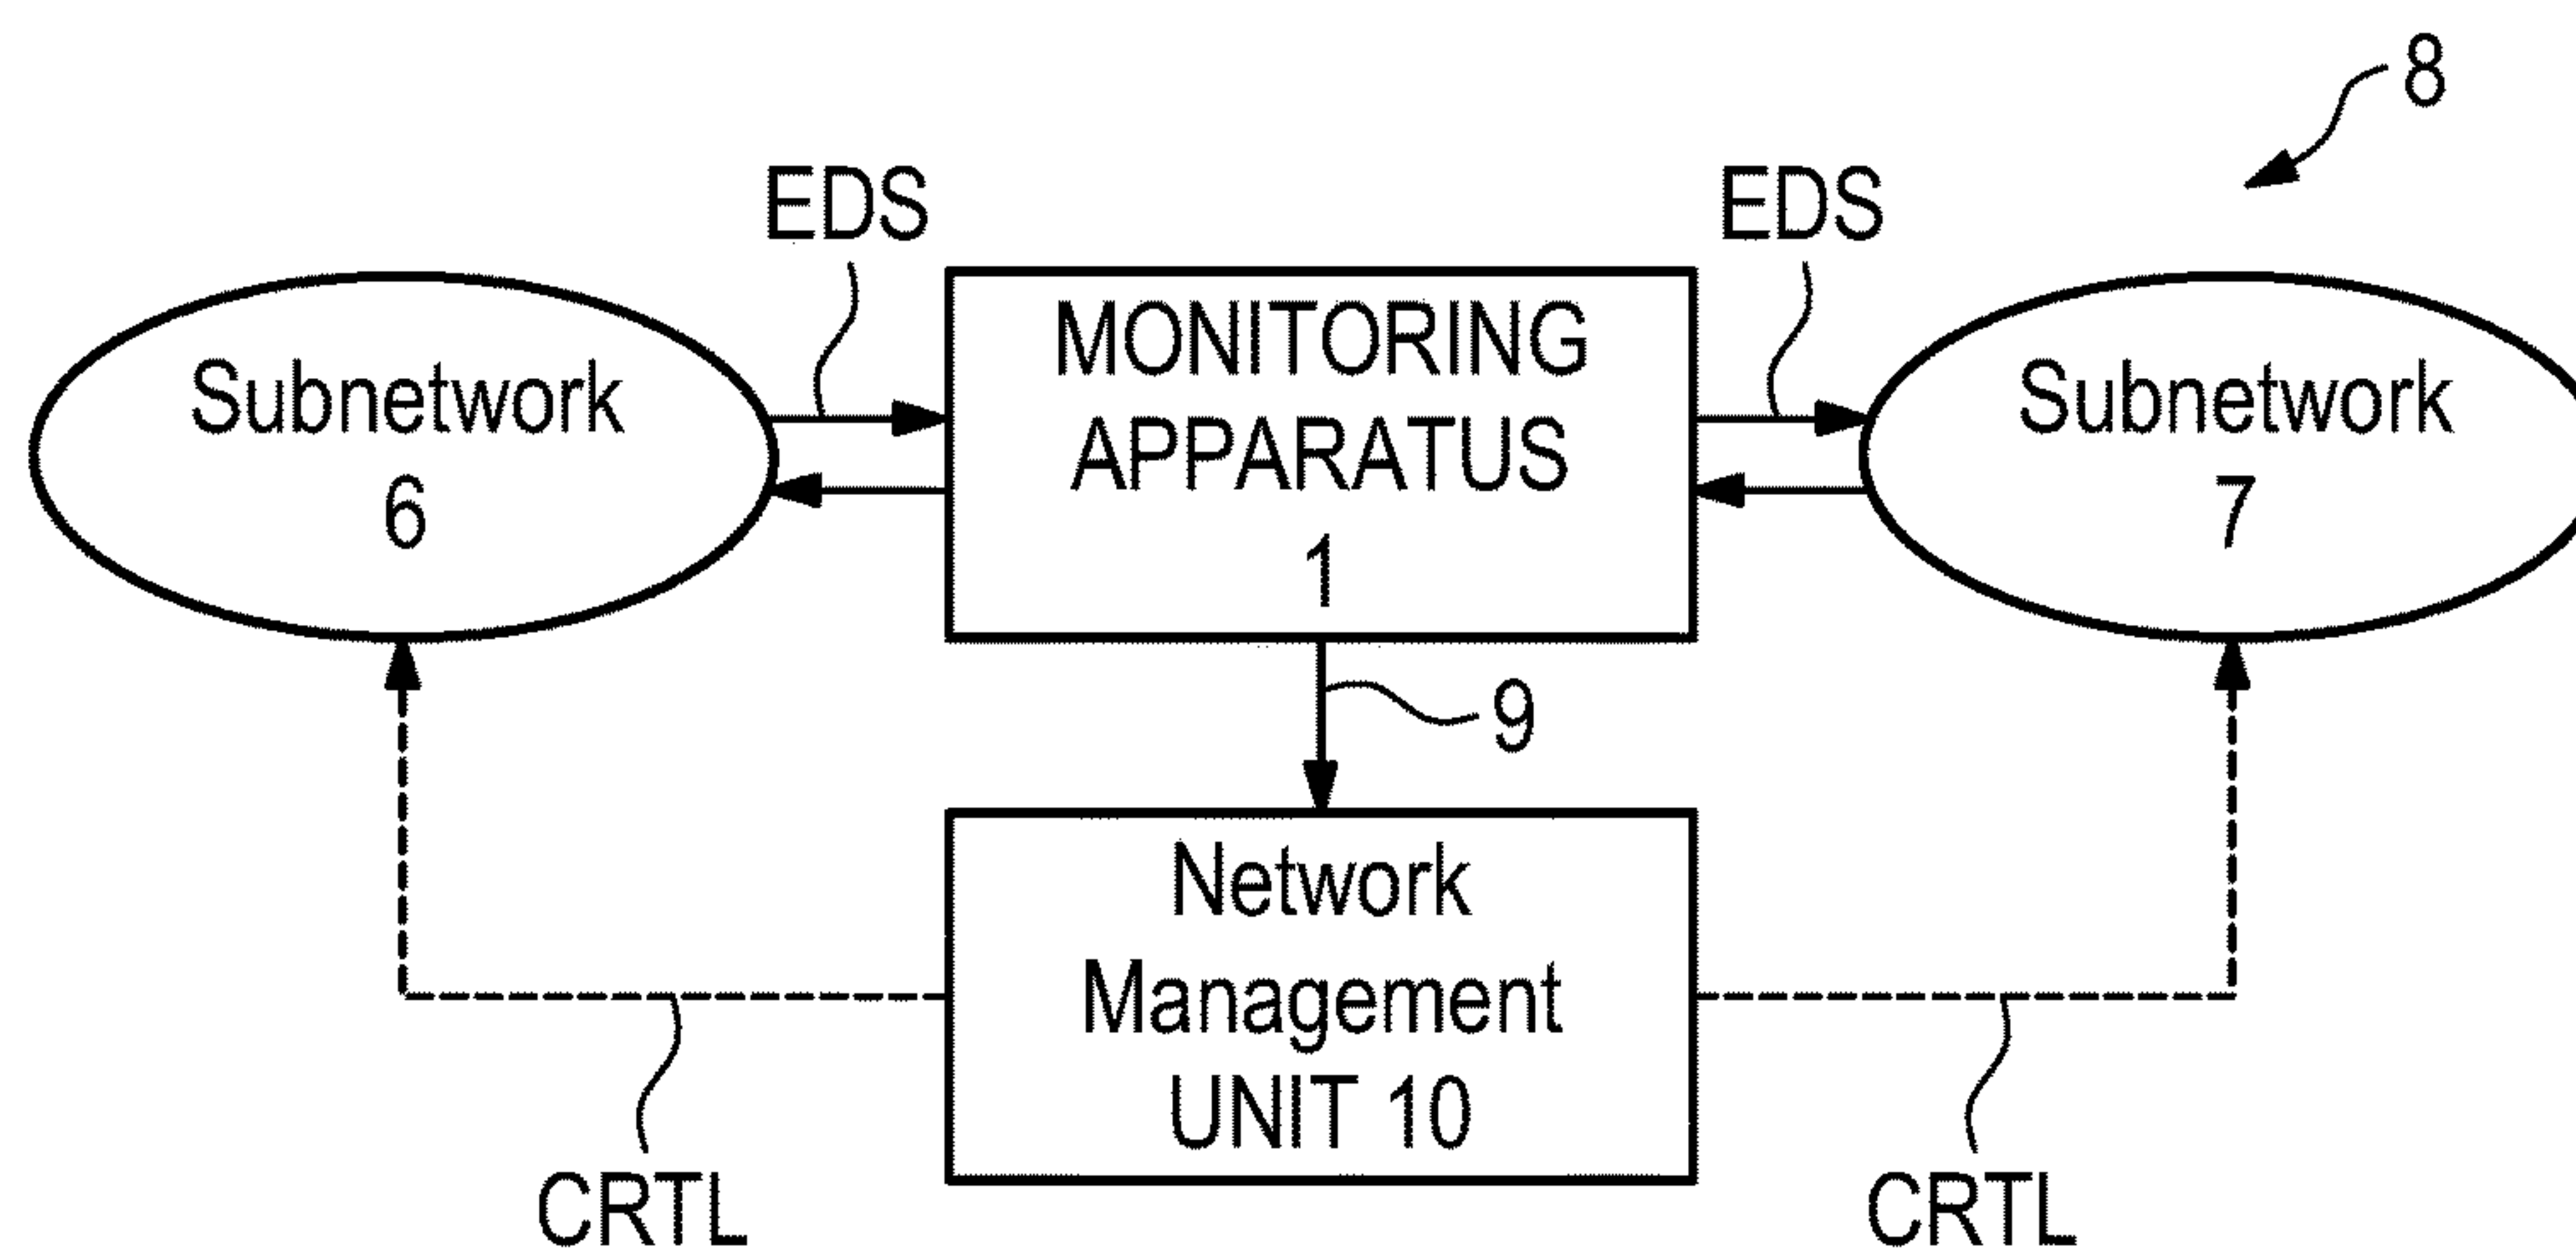 8
EDS
EDS
MONITORING
APPARATUS
1
Subnetwork
6
Subnetwork
7
9
Network
Management
UNIT 10
CRTL
CRTL